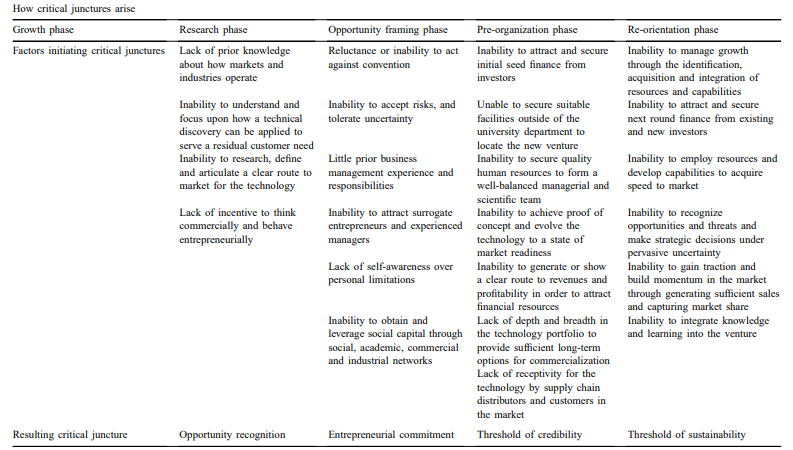 How critical junctures arise
Growth phase
Research phase
Opportunity framing phase
Pre-organization phase
Re-orientation phase
Factors initiating critical junctures
Lack of prior knowledge
about how markets and
industries operate
Reluctance or inability to act
against convention
Inability to attract and secure
initial seed finance from
investors
Inability to manage growth
through the identification,
acquisition and integration of
resources and capabilities
Inability to understand and
focus upon how a technical
discovery can be applied to
serve a residual customer need
Inability to accept risks, and
tolerate uncertainty
Unable to secure suitable
facilities outside of the
university department to
locate the new venture
Inability to attract and secure
next round finance from existing
and new investors
Inability to research, define
and articulate a clear route to
market for the technology
Little prior business
management experience and
responsibilities
Inability to secure quality
human resources to form a
well-balanced managerial and
scientific team
Inability to employ resources and
develop capabilities to acquire
speed to market
Lack of incentive to think
commercially and behave
entrepreneurially
Inability to attract surrogate
entrepreneurs and experienced
managers
Inability to achieve proof of
concept and evolve the
technology to a state of
market readiness
Inability to recognize
opportunities and threats and
make strategic decisions under
pervasive uncertainty
Lack of self-awareness over
personal limitations
Inability to generate or show
a clear route to revenues and
profitability in order to attract
financial resources
Inability to gain traction and
build momentum in the market
through generating sufficient sales
and capturing market share
Inability to obtain and
leverage social capital through
social, academic, commercial
and industrial networks
Lack of depth and breadth in
the technology portfolio to
provide sufficient long-term
options for commercialization
Inability to integrate knowledge
and learning into the venture
Lack of receptivity for the
technology by supply chain
distributors and customers in
the market
Resulting critical juncture
Opportunity recognition
Entrepreneurial commitment
Threshold of credibility
Threshold of sustainability